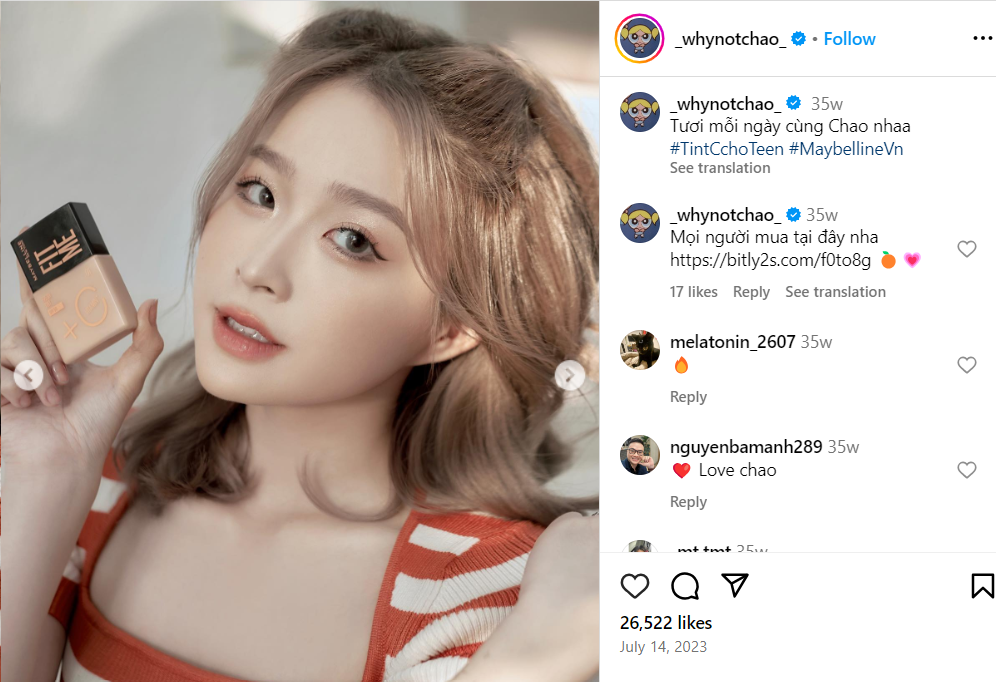 FIT
ME
MAYBELLINE
_whynotchao_ • Follow
_whynotchao_ 35w
Tươi mỗi ngày cùng Chao nhaa
#TintCchoTeen #MaybellineVn
See translation
_whynotchao_ 35w
Mọi người mua tại đây nha
https://bitly2s.com/f0to8g 🍊 💗
17 likes Reply See translation
melatonin_2607 35w
🔥
Reply
nguyenbamanh289 35w
❤️ Love chao
Reply
26,522 likes
July 14, 2023